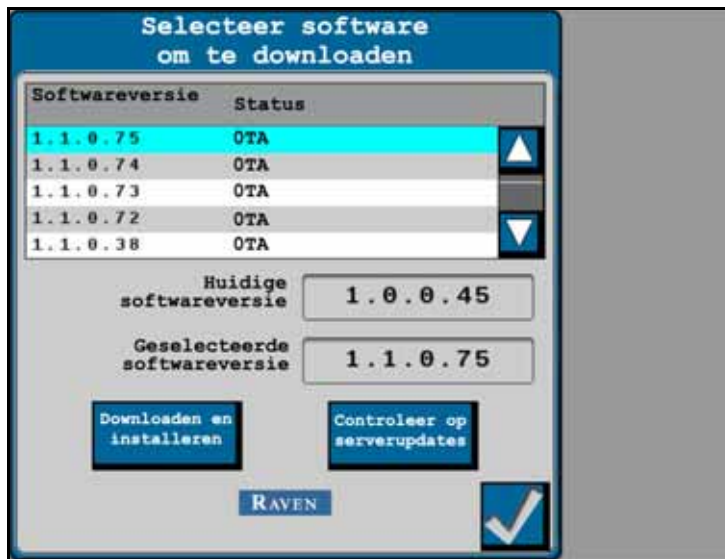 Selecteer software
om te downloaden
Softwareversie Status
1.1.0.75 OTA
1.1.0.74 OTA
1.1.0.73 OTA
1.1.0.72 OTA
1.1.0.38 OTA
Huidige
softwareversie
1.0.0.45
Geselecteerde
softwareversie
1.1.0.75
Downloaden en
installeren
Controleer op
serverupdates
RAVEN